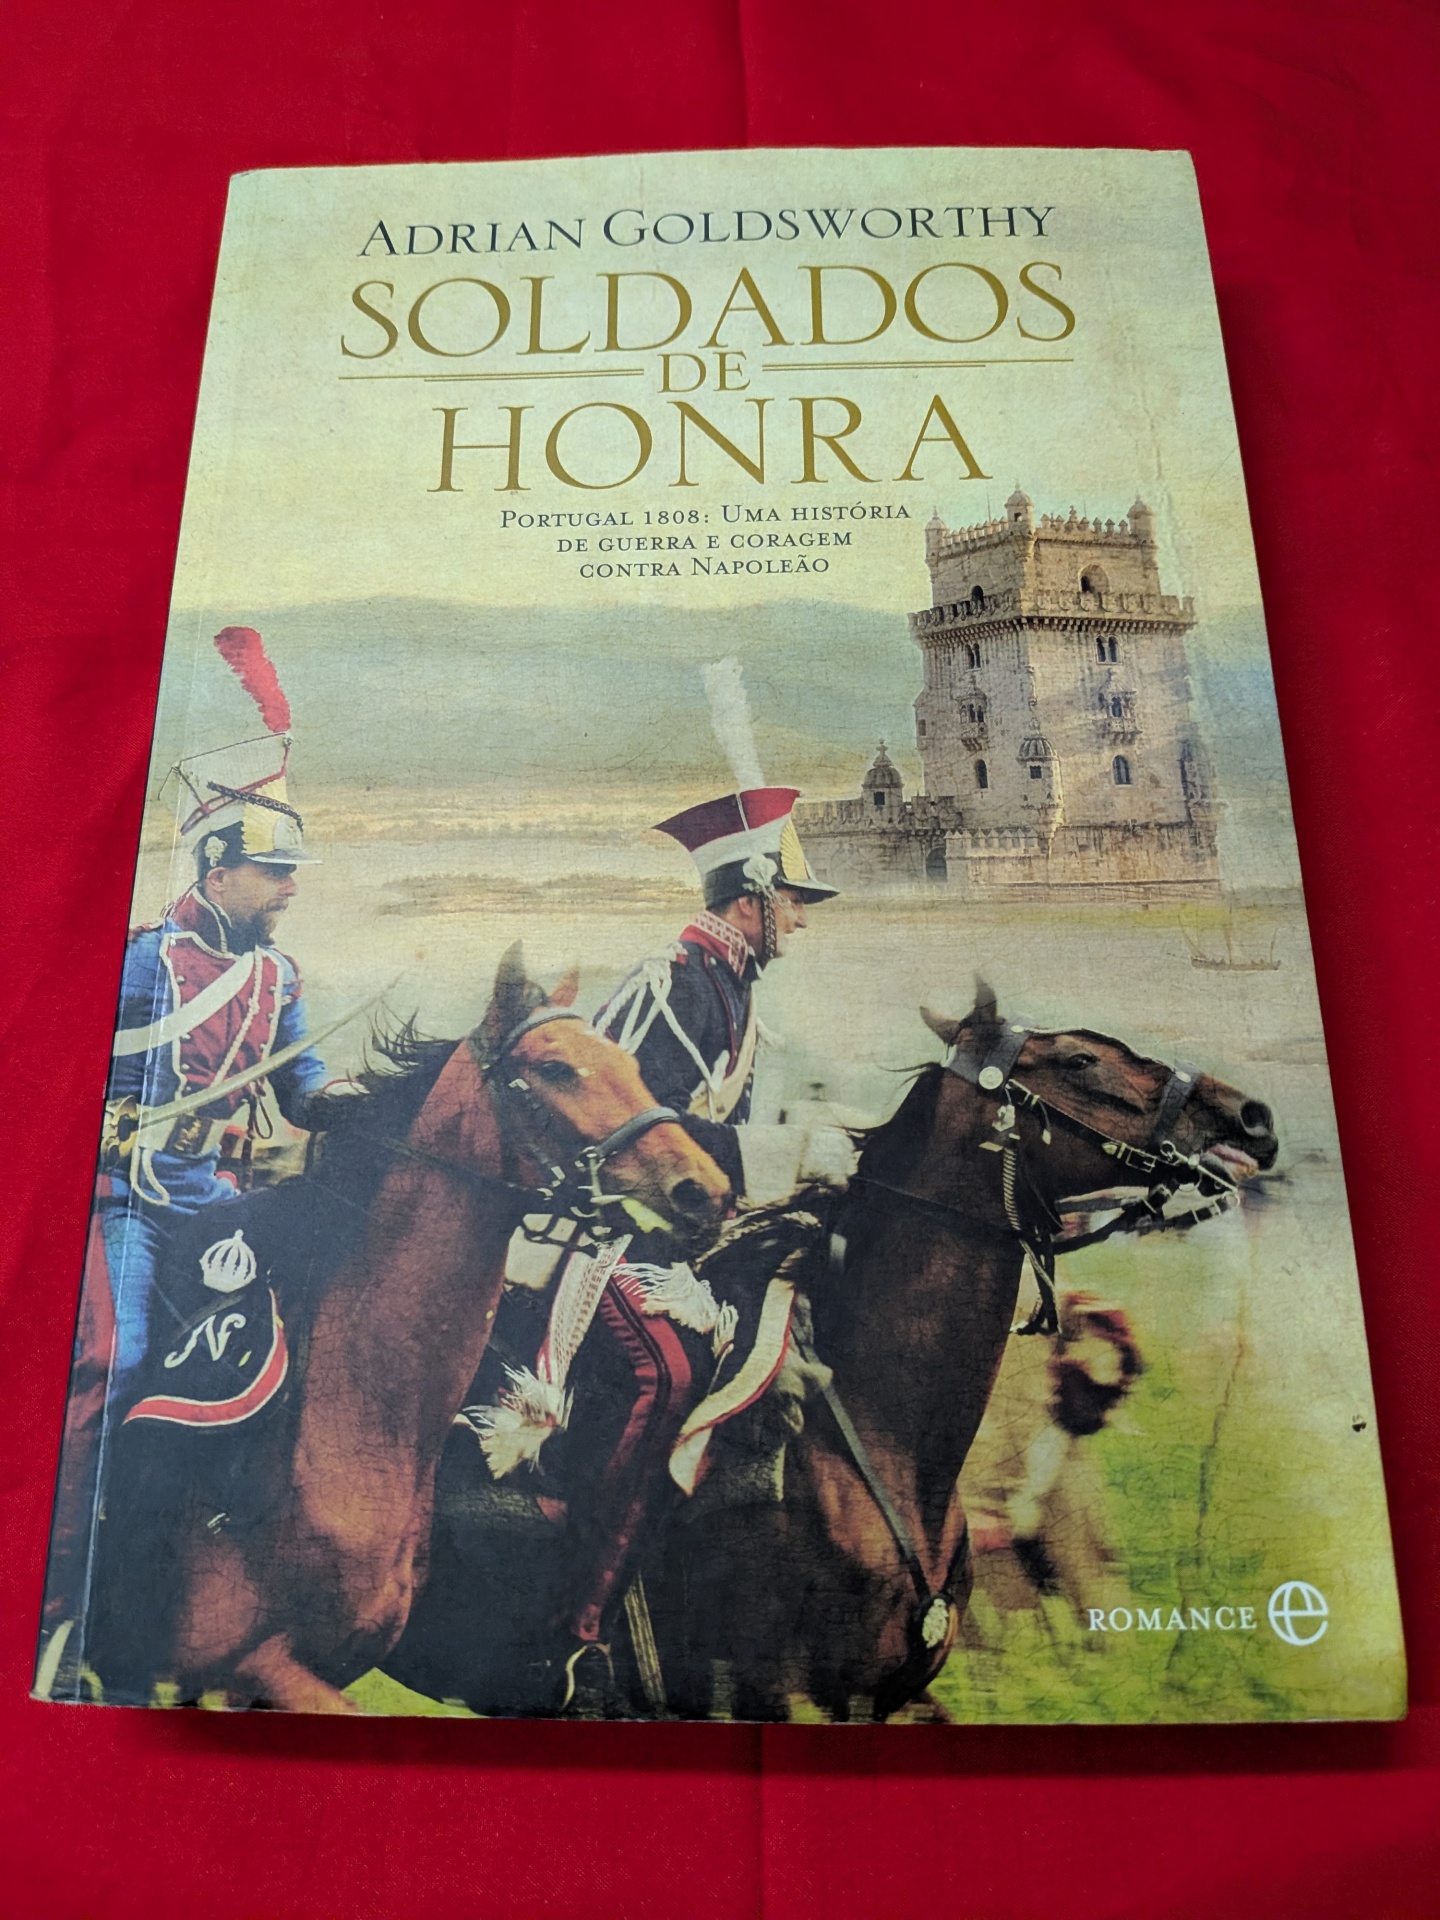 ADRIAN GOLDSWORTHY
SOLDADOS
DE
HONRA
PORTUGAL 1808: UMA HISTÓRIA
DE GUERRA E CORAGEM
CONTRA NAPOLEÃO
N
ROMANCE e